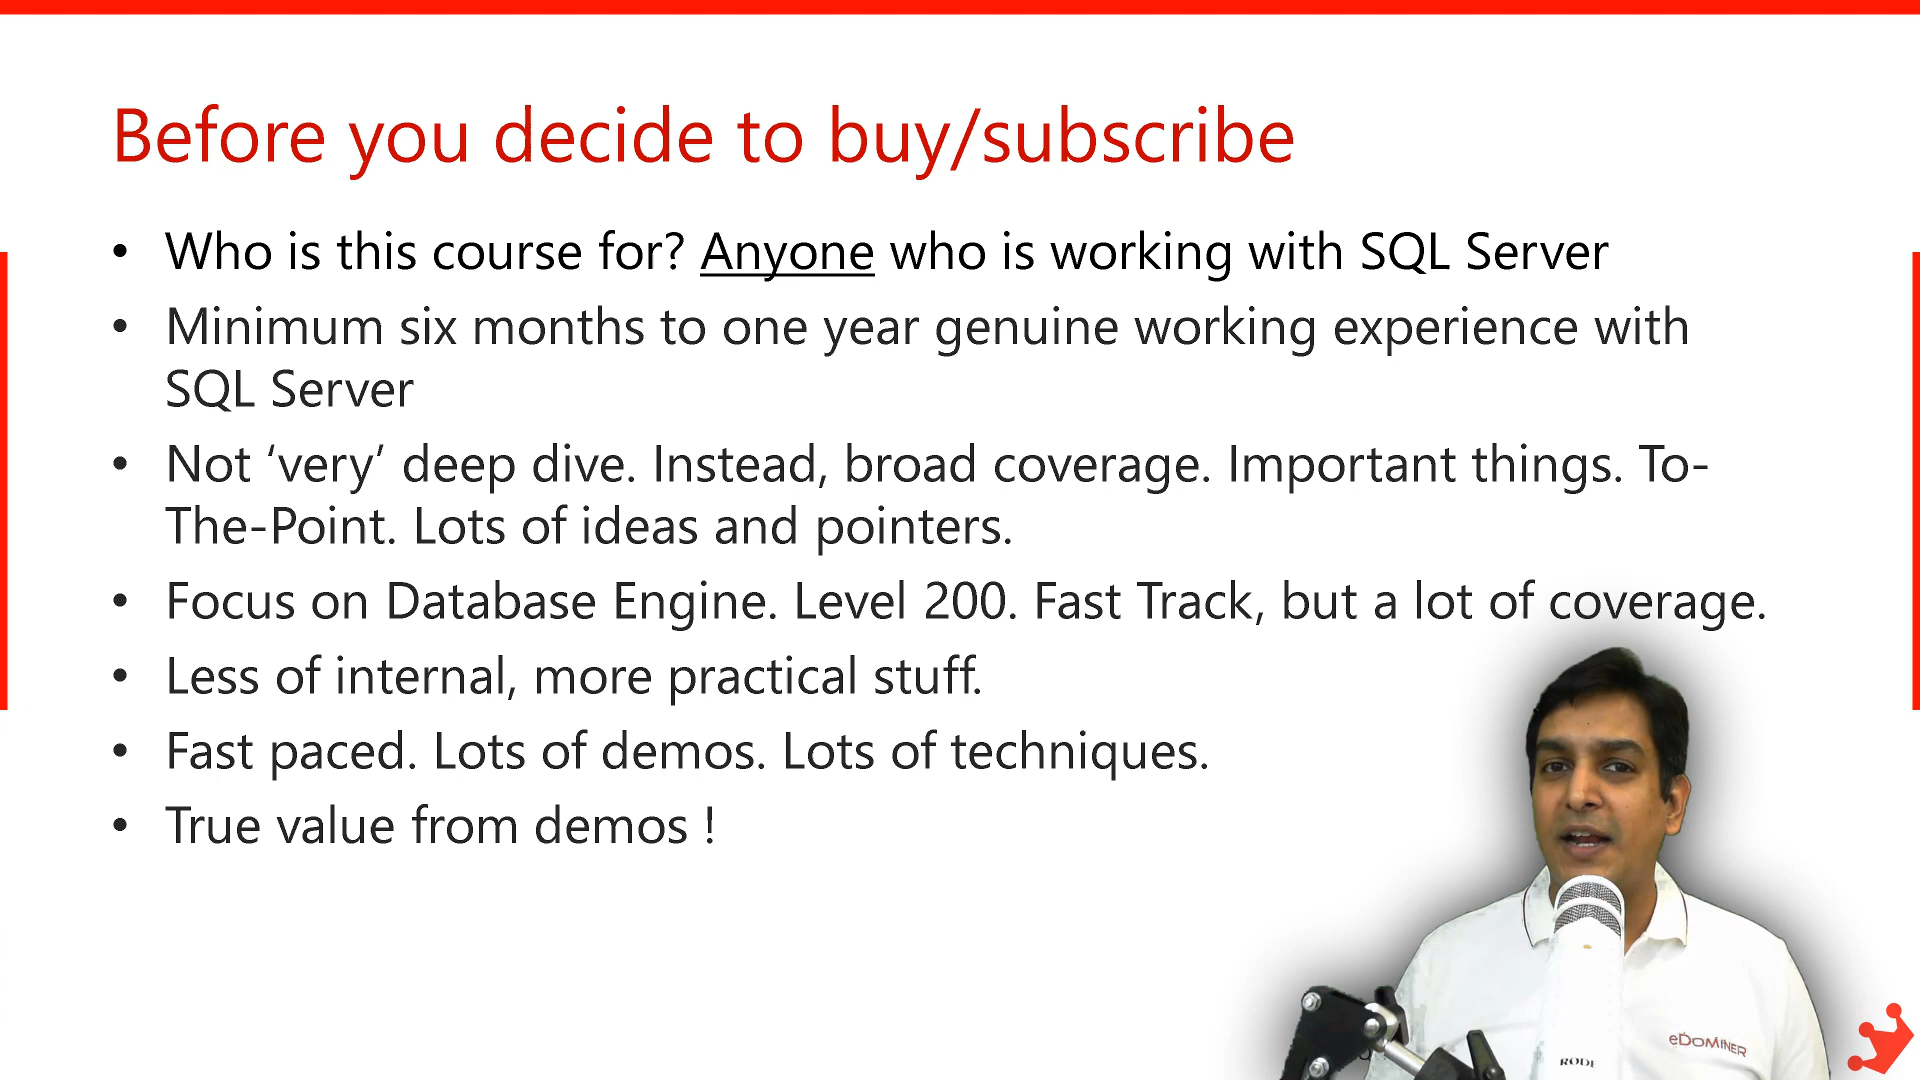 Before you decide to buy/subscribe
• Who is this course for? Anyone who is working with SQL Server
• Minimum six months to one year genuine working experience with
SQL Server
• Not ‘very’ deep dive. Instead, broad coverage. Important things. To-
The-Point. Lots of ideas and pointers.
• Focus on Database Engine. Level 200. Fast Track, but a lot of coverage.
• Less of internal, more practical stuff.
• Fast paced. Lots of demos. Lots of techniques.
• True value from demos !
eDOMINER
RODE